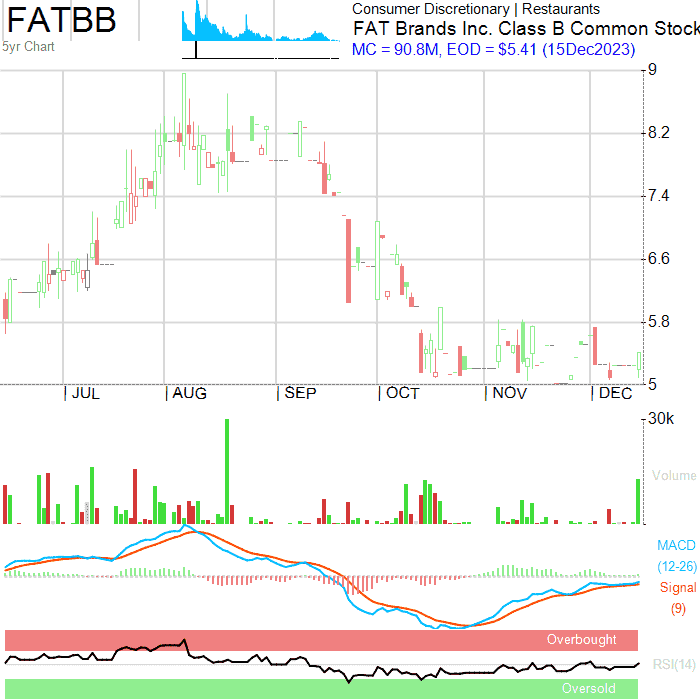 FATBB
5yr Chart
Consumer Discretionary | Restaurants
FAT Brands Inc. Class B Common Stock
MC = 90.8M, EOD = $5.41 (15Dec2023)
9
8.2
7.4
6.6
5.8
5
JUL
AUG
SEP
OCT
NOV
DEC
30k
Volume
MACD
(12-26)
Signal
(9)
Overbought
RSI(14)
Oversold